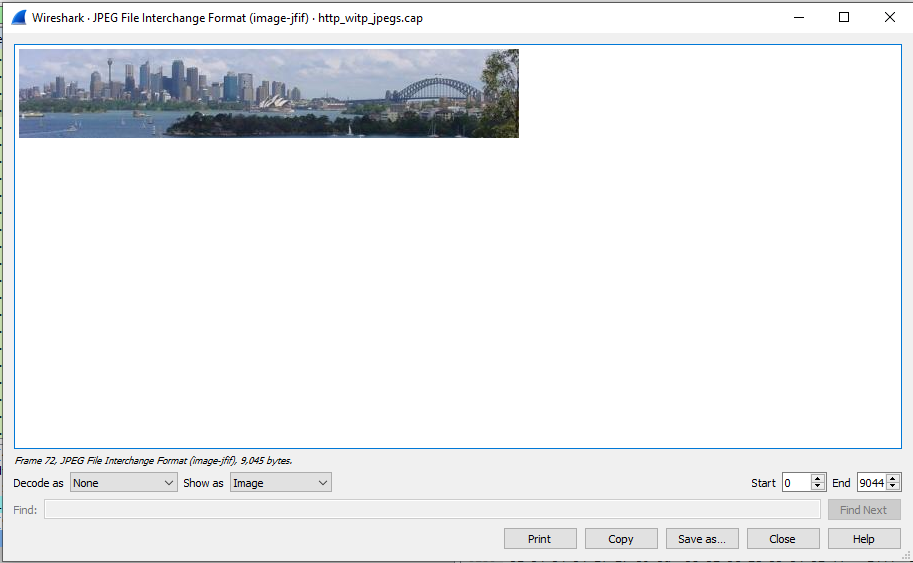 Wireshark · JPEG File Interchange Format (image-jfif) · http_witp_jpegs.cap
Frame 72, JPEG File Interchange Format (image-jfif), 9,045 bytes.
Decode as None Show as Image Start 0 End 9044
Find: Find Next
Print Copy Save as... Close Help